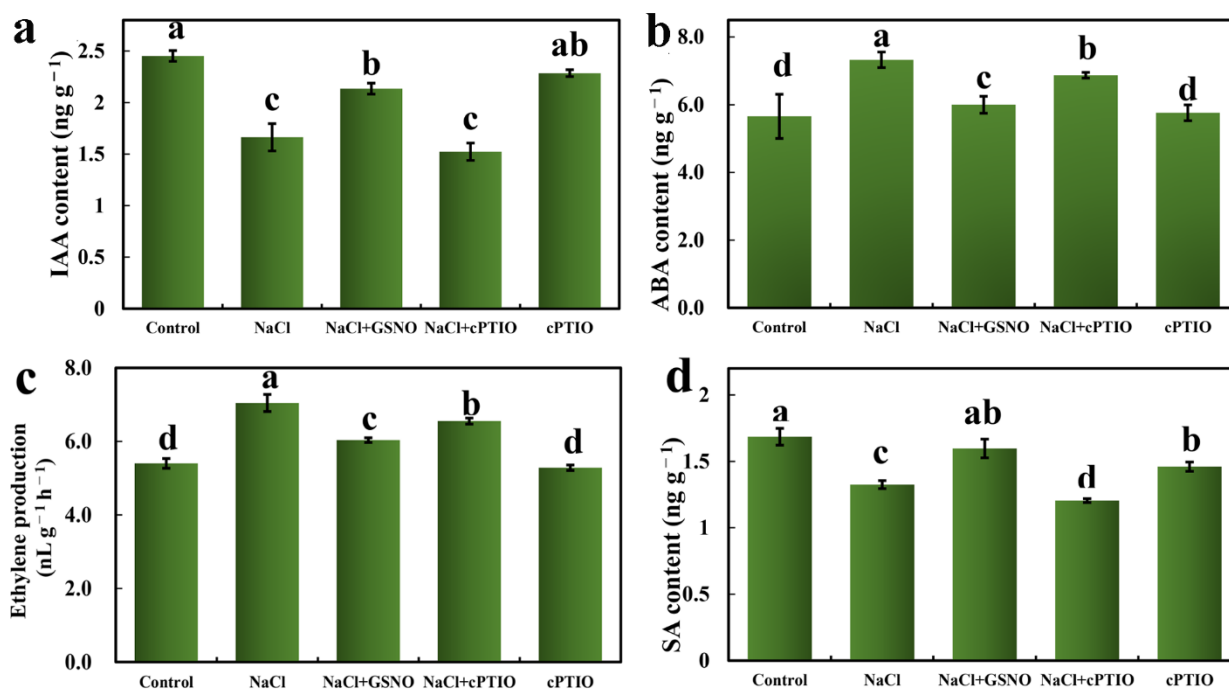 a
IAA content (ng g⁻¹)
2.5
2
1.5
1
0.5
0
a
c
b
c
ab
Control NaCl NaCl+GSNO NaCl+cPTIO cPTIO
b
ABA content (ng g⁻¹)
8.0
6.0
4.0
2.0
0.0
d
a
c
b
d
Control NaCl NaCl+GSNO NaCl+cPTIO cPTIO
c
Ethylene production
(nL g⁻¹ h⁻¹)
8.0
6.0
4.0
2.0
0.0
d
a
c
b
d
Control NaCl NaCl+GSNO NaCl+cPTIO cPTIO
d
SA content (ng g⁻¹)
2
1.5
1
0.5
0
a
c
ab
d
b
Control NaCl NaCl+GSNO NaCl+cPTIO cPTIO